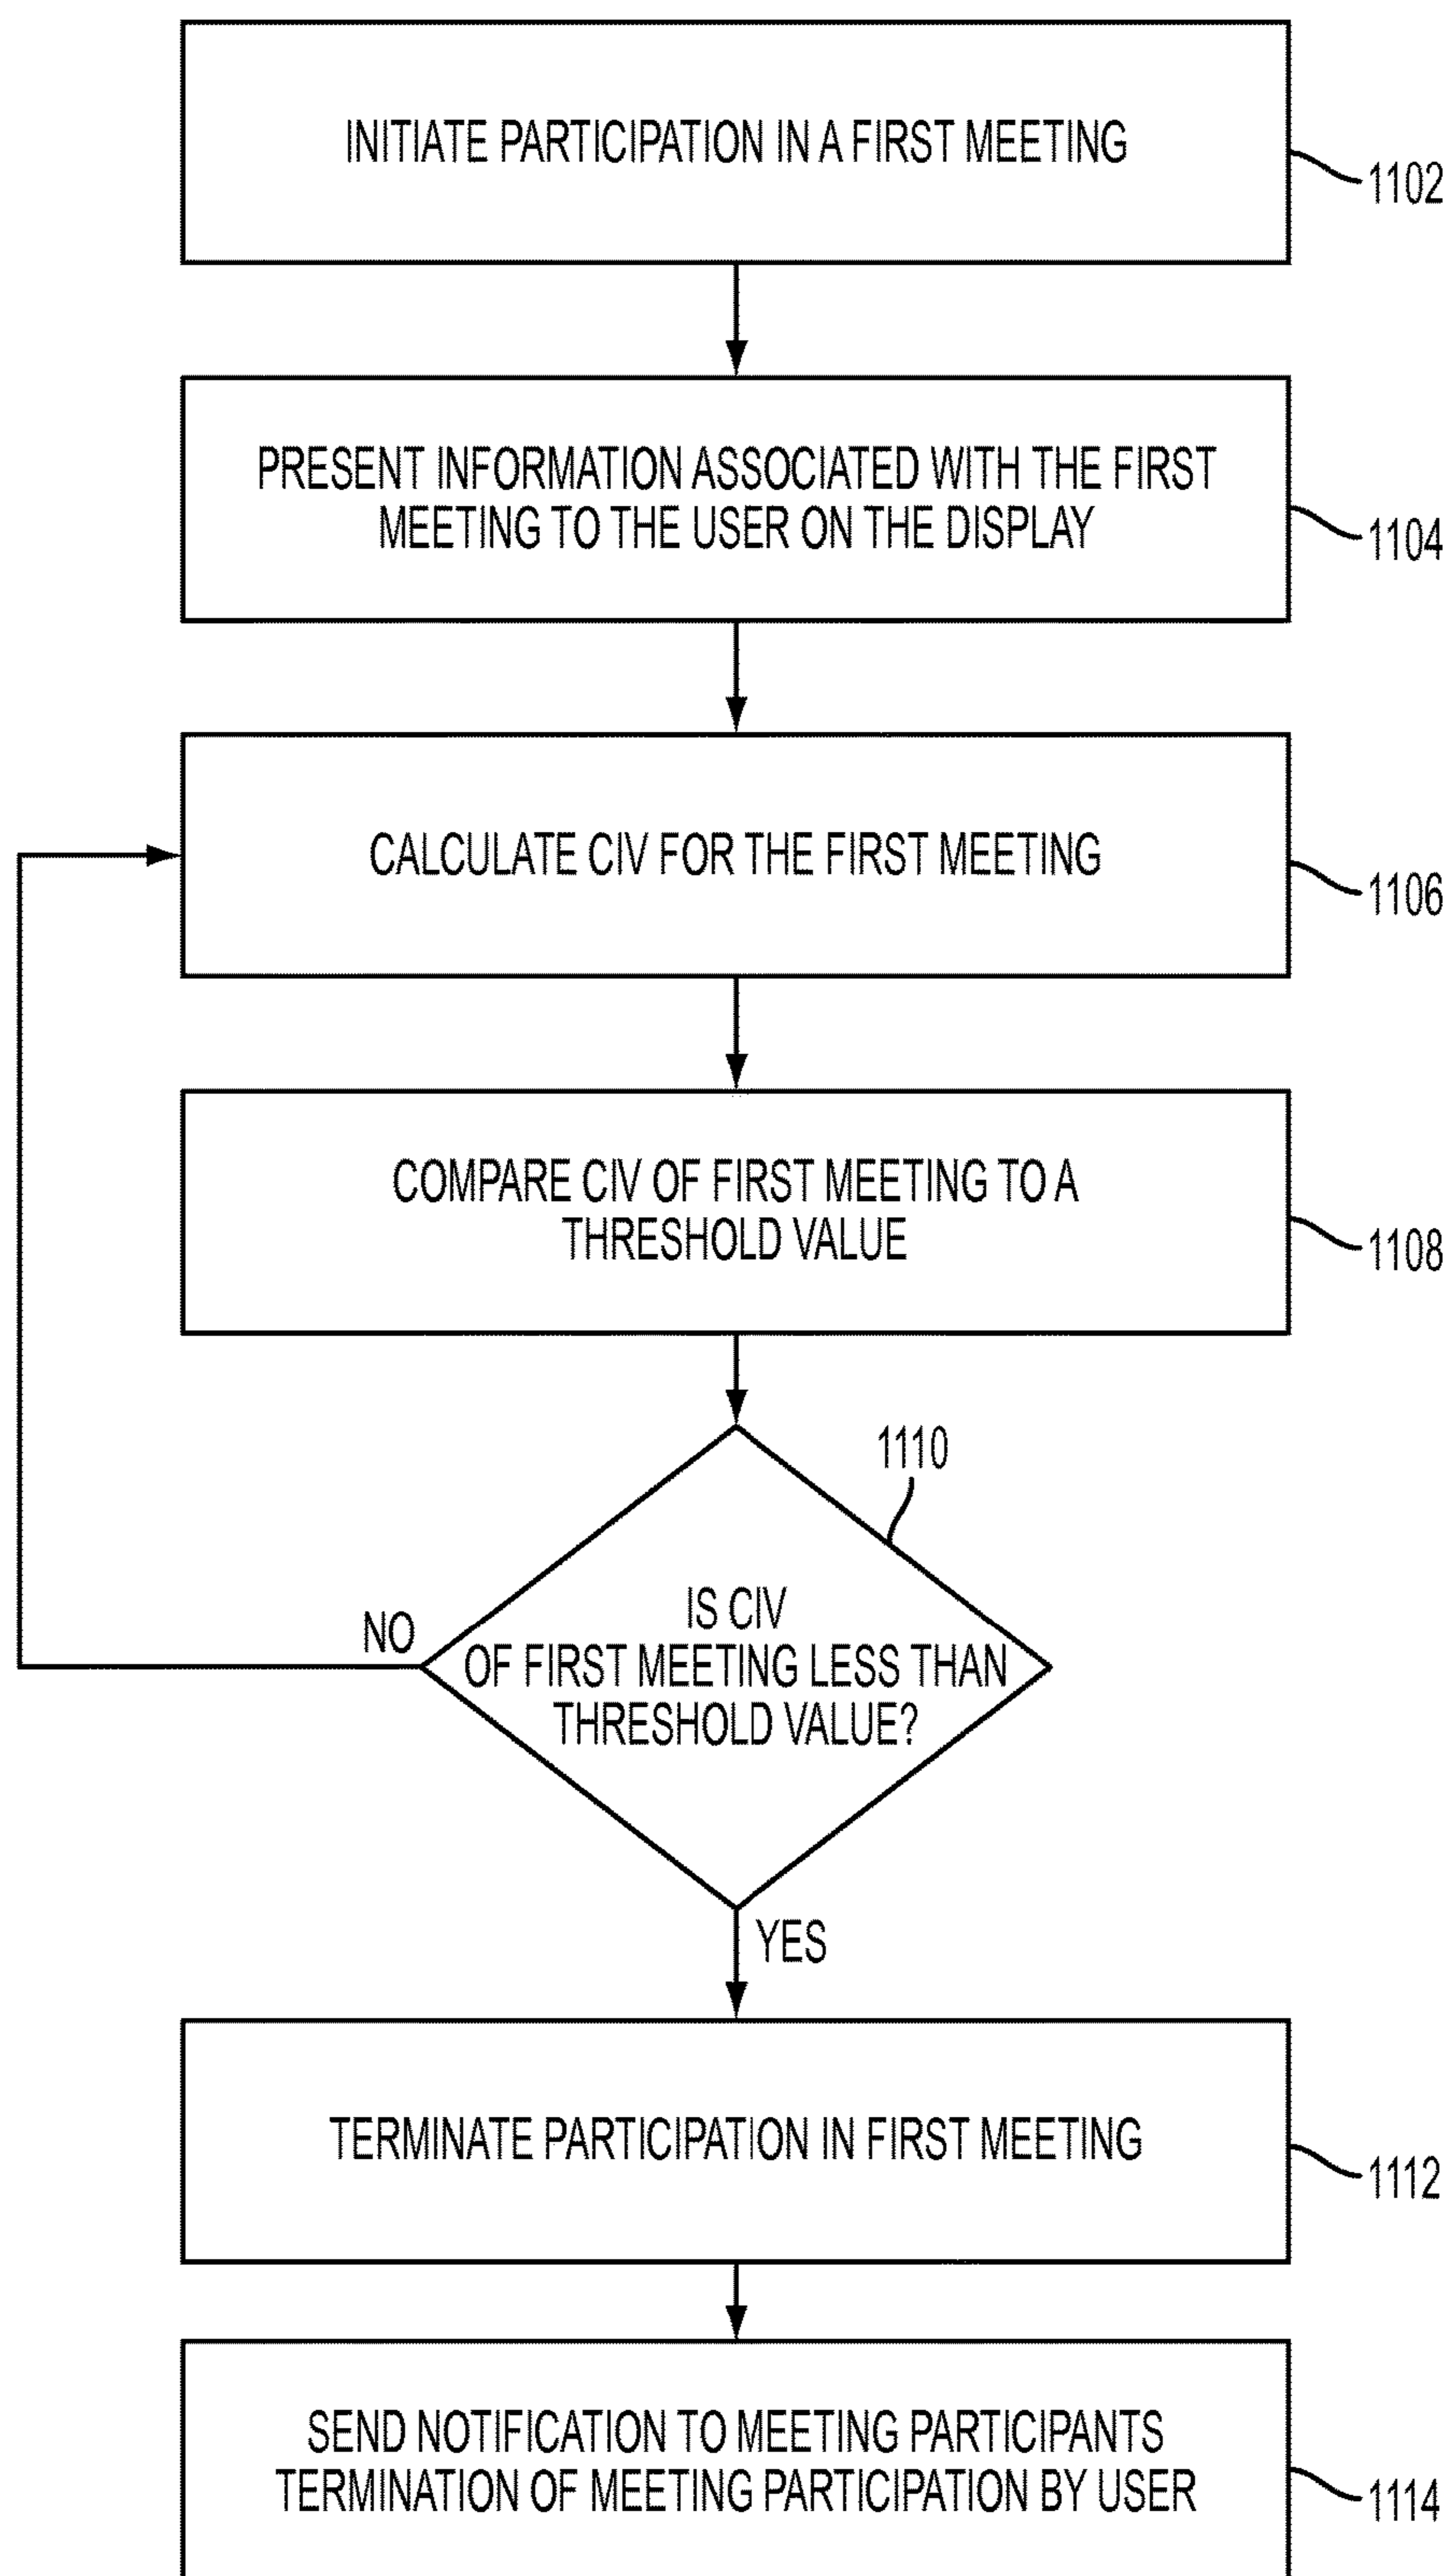 INITIATE PARTICIPATION IN A FIRST MEETING
1102
PRESENT INFORMATION ASSOCIATED WITH THE FIRST
MEETING TO THE USER ON THE DISPLAY
1104
CALCULATE CIV FOR THE FIRST MEETING
1106
COMPARE CIV OF FIRST MEETING TO A
THRESHOLD VALUE
1108
1110
IS CIV
OF FIRST MEETING LESS THAN
THRESHOLD VALUE?
NO
YES
TERMINATE PARTICIPATION IN FIRST MEETING
1112
SEND NOTIFICATION TO MEETING PARTICIPANTS
TERMINATION OF MEETING PARTICIPATION BY USER
1114